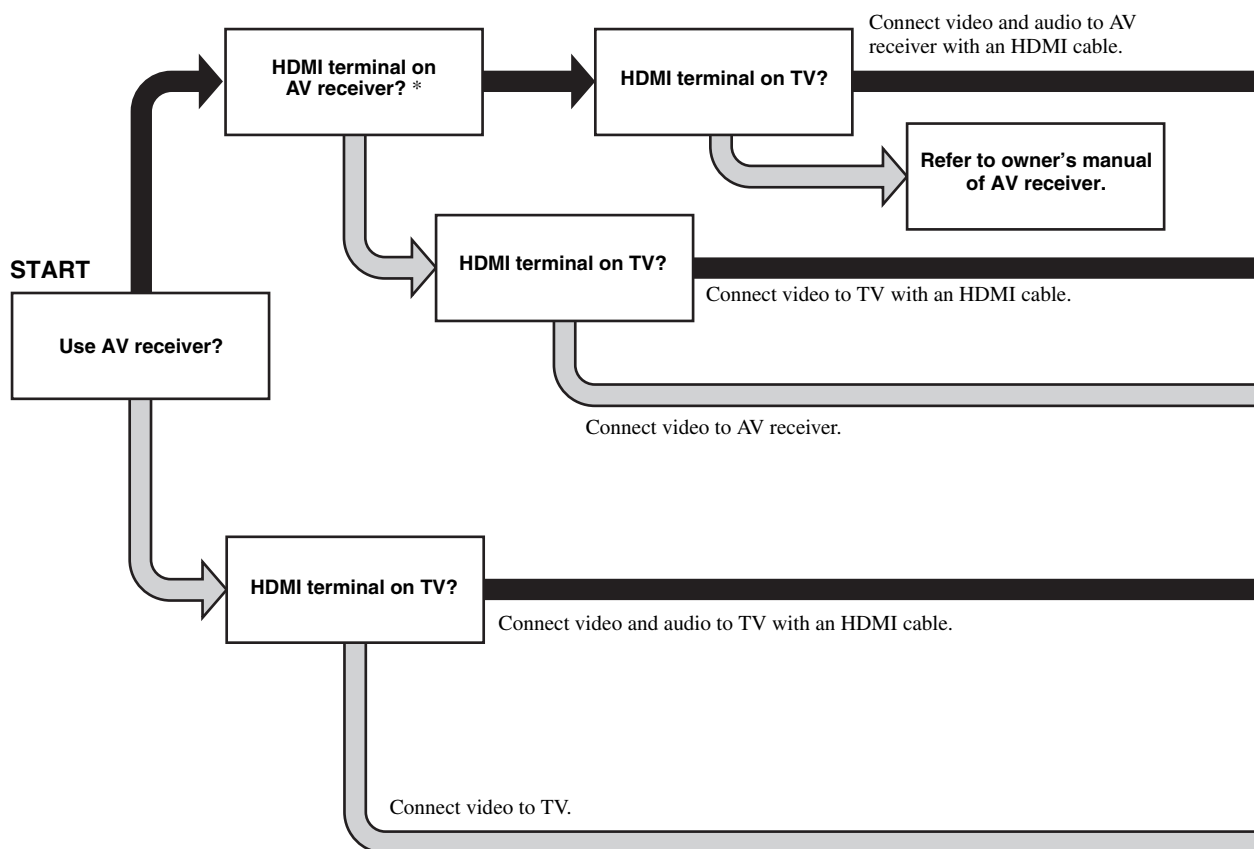 Connect video and audio to AV
receiver with an HDMI cable.
HDMI terminal on
AV receiver? *
HDMI terminal on TV?
Refer to owner's manual
of AV receiver.
HDMI terminal on TV?
START
Connect video to TV with an HDMI cable.
Use AV receiver?
Connect video to AV receiver.
HDMI terminal on TV?
Connect video and audio to TV with an HDMI cable.
Connect video to TV.